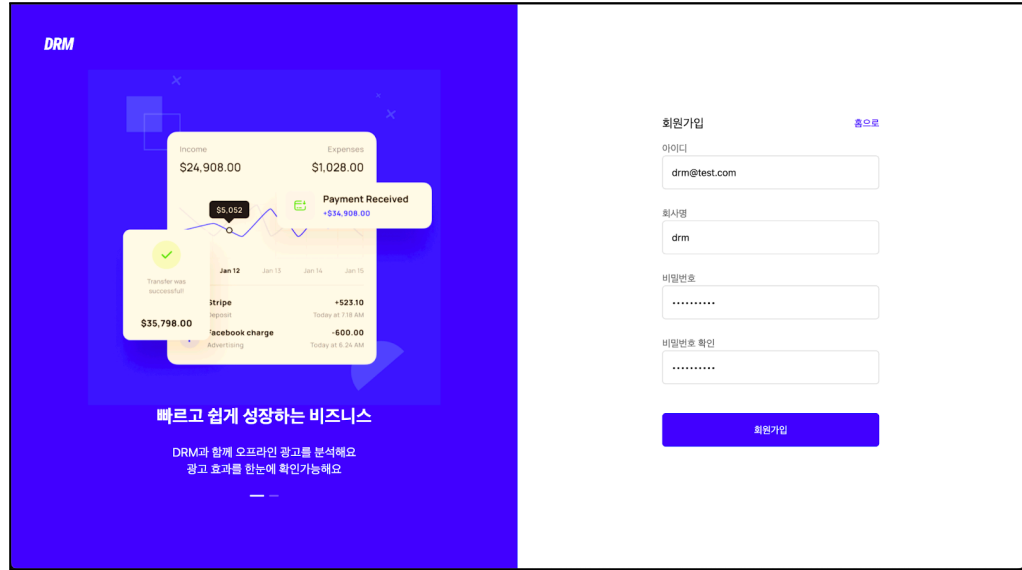 DRM
Income
Expenses
$24,908.00
$1,028.00
Payment Received
+$34,908.00
$5,052
Jan 12
Jan 13
Jan 14
Jan 15
Transfer was
successful!
$35,798.00
Stripe
+523.10
Deposit
Today at 7.18 AM
Facebook charge
-600.00
Advertising
Today at 6.24 AM
빠르고 쉽게 성장하는 비즈니스
DRM과 함께 오프라인 광고를 분석해요
광고 효과를 한눈에 확인가능해요
회원가입
홈으로
아이디
drm@test.com
회사명
drm
비밀번호
••••••••••
비밀번호 확인
••••••••••
회원가입